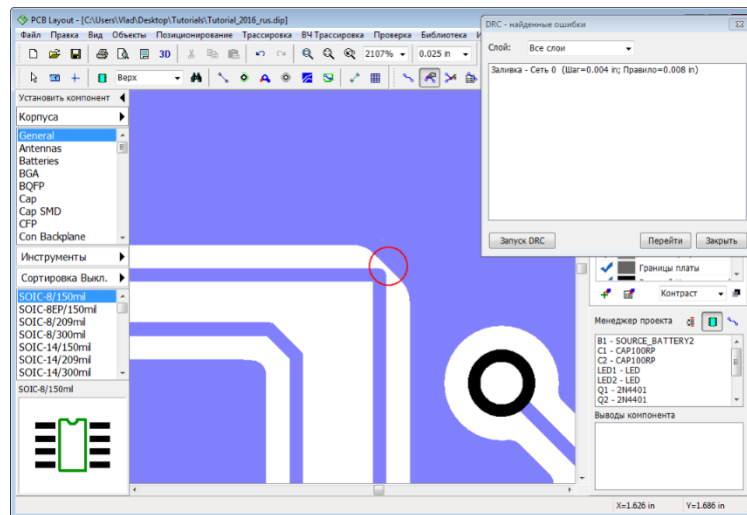 PCB Layout - [C:\Users\Vlad\Desktop\Tutorials\Tutorial_2016_rus.dip]
Файл Правка Вид Объекты Позиционирование Трассировка ВЧ Трассировка Проверка Библиотека
3D 2107% 0.025 in
Верх
Установить компонент
Корпуса
General
Antennas
Batteries
BGA
BQFP
Cap
Cap SMD
CFP
Con Backplane
Инструменты
Сортировка Выкл.
SOIC-8/150mil
SOIC-8EP/150mil
SOIC-8/209mil
SOIC-8/300mil
SOIC-14/150mil
SOIC-14/209mil
SOIC-14/300mil
SOIC-8/150mil
DRC - найденные ошибки
Слой: Все слои
Заливка - Сеть 0 (Шаг=0.004 in; Правило=0.008 in)
Запуск DRC Перейти Закрыть
Границы платы
Контраст
Менеджер проекта
B1 - SOURCE_BATTERY2
C1 - CAP100RP
C2 - CAP100RP
LED1 - LED
LED2 - LED
Q1 - 2N4401
Q2 - 2N4401
Выводы компонента
X=1.626 in Y=1.686 in